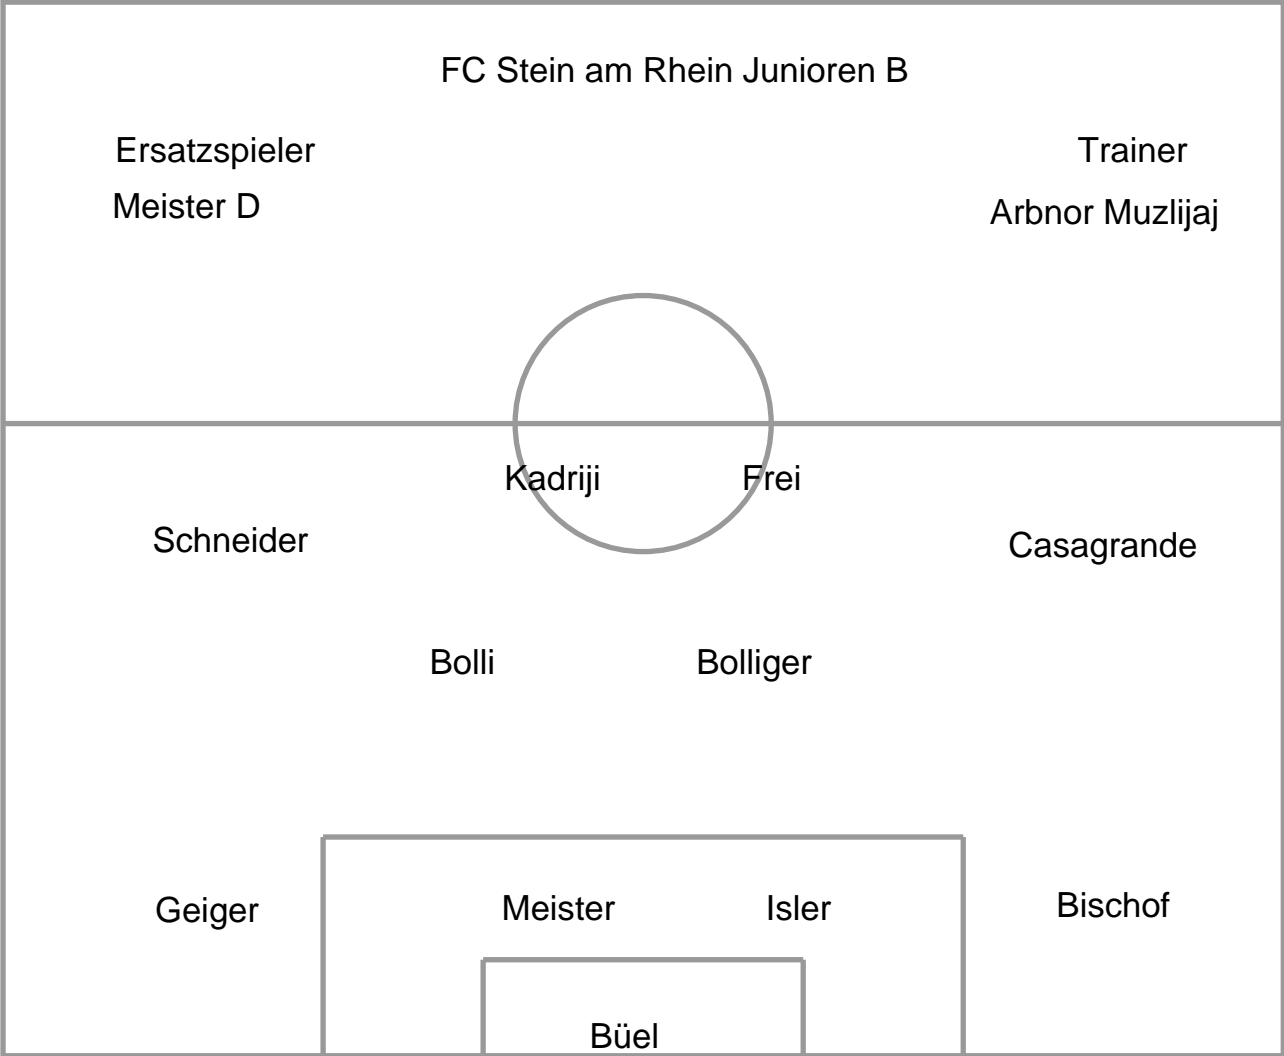 FC Stein am Rhein Junioren B
Ersatzspieler
Trainer
Meister D
Arbnor Muzlijaj
Kadriji
Frei
Schneider
Casagrande
Bolli
Bolliger
Geiger
Meister
Isler
Bischof
Büel